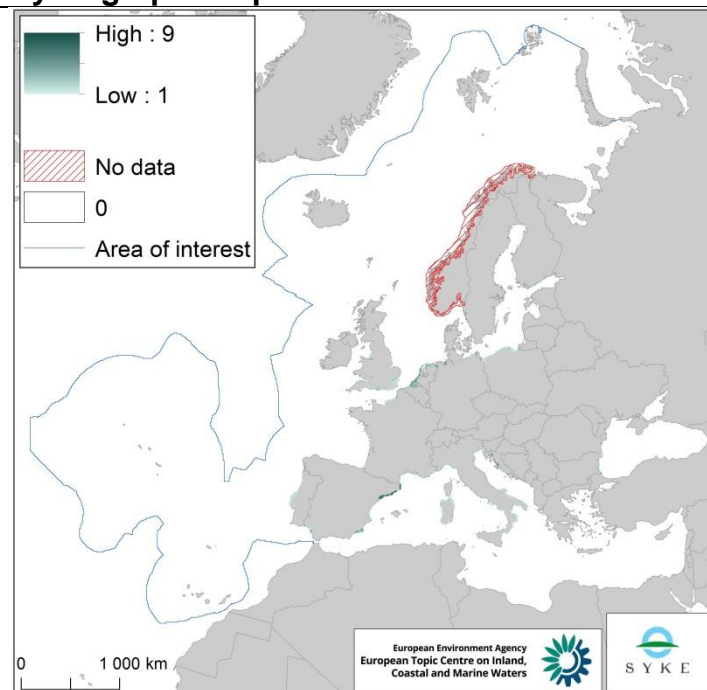 High : 9
Low : 1
No data
0
Area of interest
0 1 000 km
European Environment Agency
European Topic Centre on Inland,
Coastal and Marine Waters
SYKE